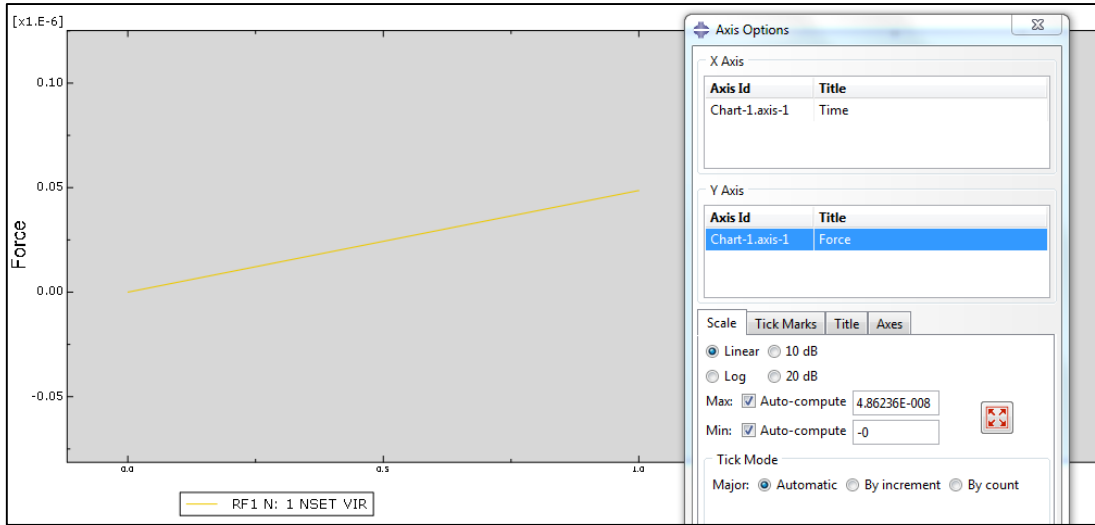 [x1.E-6]
0.10
0.05
0.00
-0.05
Force
0.0 0.5 1.0
RF1 N: 1 NSET VIR
Axis Options
X Axis
Axis Id Title
Chart-1.axis-1 Time
Y Axis
Axis Id Title
Chart-1.axis-1 Force
Scale Tick Marks Title Axes
Linear 10 dB
Log 20 dB
Max: Auto-compute 4.86236E-008
Min: Auto-compute -0
Tick Mode
Major: Automatic By increment By count